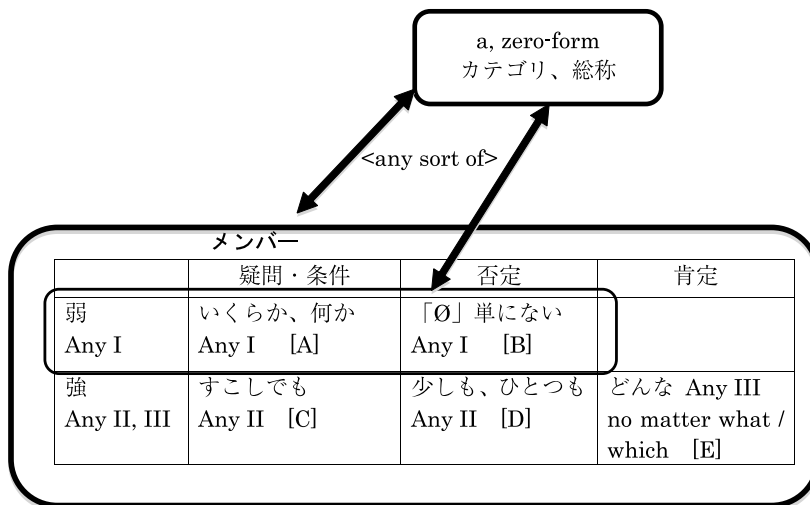 a, zero-form
カテゴリ、総称
<any sort of>
メンバー
疑問・条件 否定 肯定
弱 いくらか、何か 「Ø」単にない
Any I Any I [A] Any I [B]
強 すこしでも 少しも、ひとつも どんな Any III
Any II, III Any II [C] Any II [D] no matter what /
which [E]